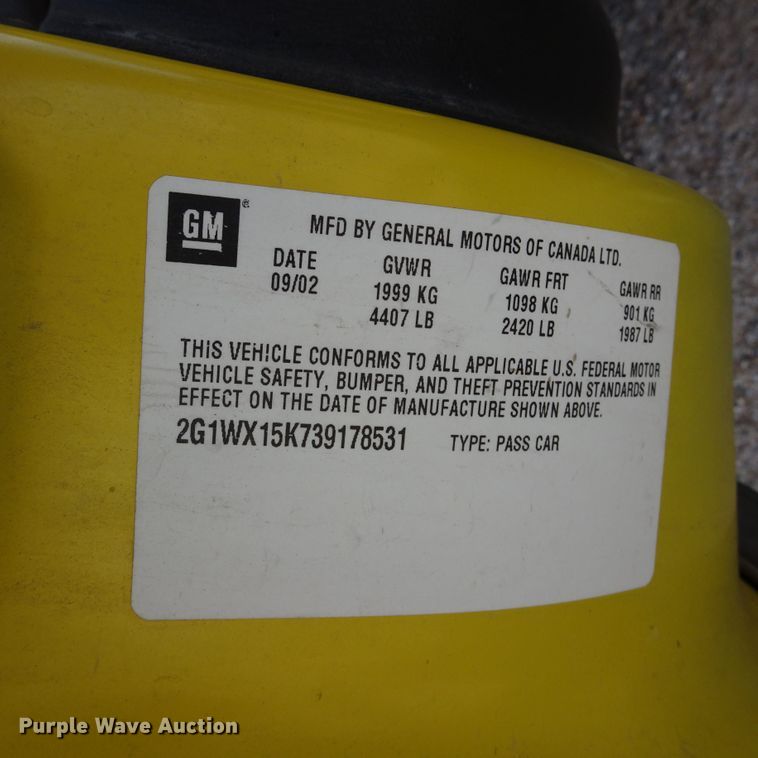 GM ®
MFD BY GENERAL MOTORS OF CANADA LTD.
DATE GVWR GAWR FRT GAWR RR
09/02 1999 KG 1098 KG 901 KG
4407 LB 2420 LB 1987 LB
THIS VEHICLE CONFORMS TO ALL APPLICABLE U.S. FEDERAL MOTOR
VEHICLE SAFETY, BUMPER, AND THEFT PREVENTION STANDARDS IN
EFFECT ON THE DATE OF MANUFACTURE SHOWN ABOVE.
2G1WX15K739178531 TYPE: PASS CAR
Purple Wave Auction